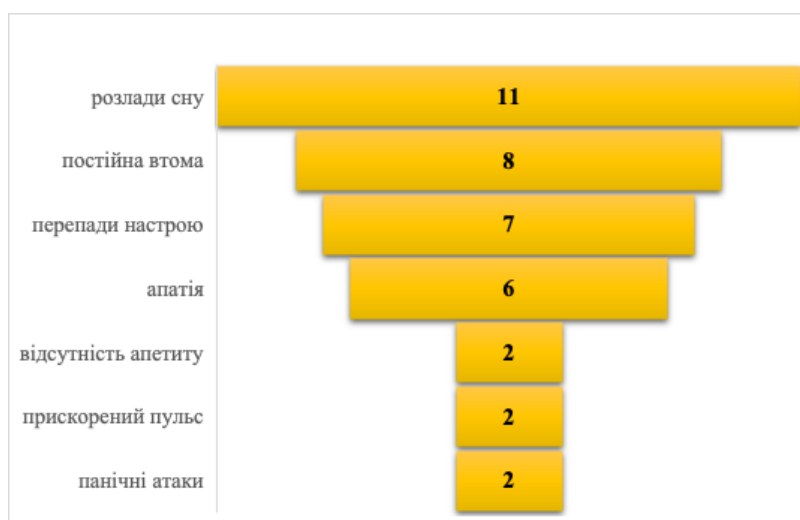 розлади сну 11
постійна втома 8
перепади настрою 7
апатія 6
відсутність апетиту 2
прискорений пульс 2
панічні атаки 2